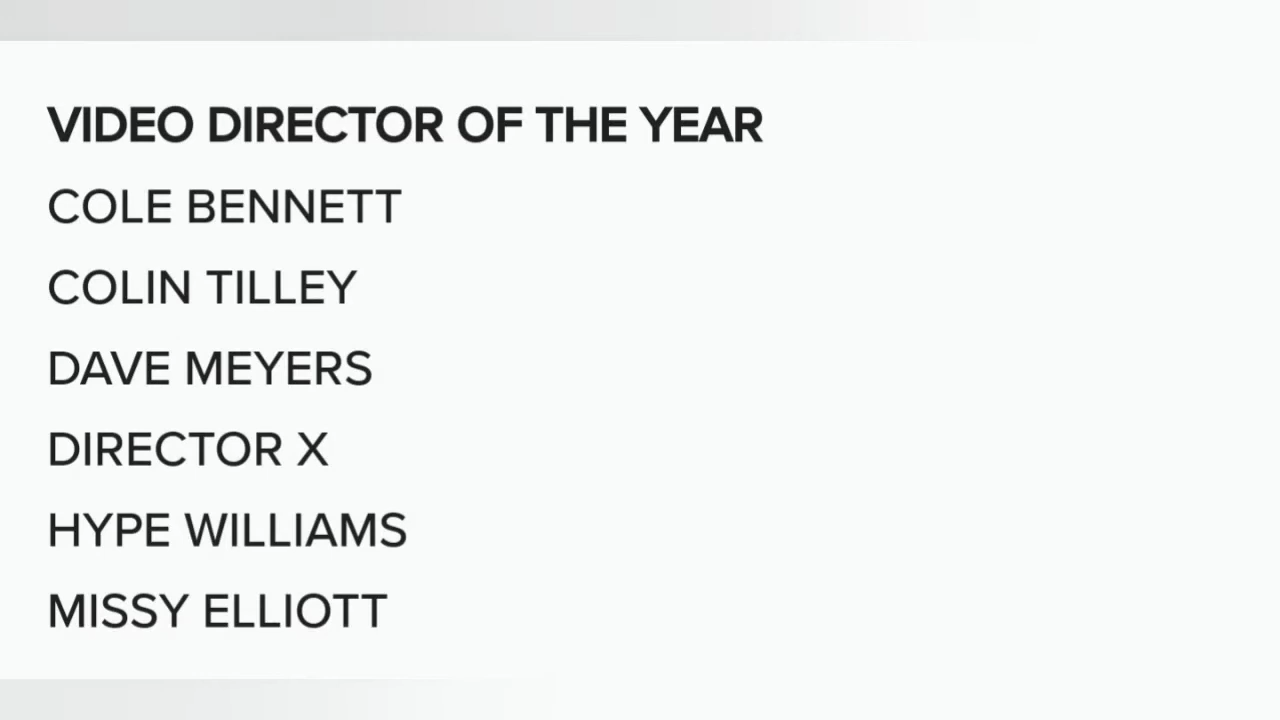 VIDEO DIRECTOR OF THE YEAR
COLE BENNETT
COLIN TILLEY
DAVE MEYERS
DIRECTOR X
HYPE WILLIAMS
MISSY ELLIOTT